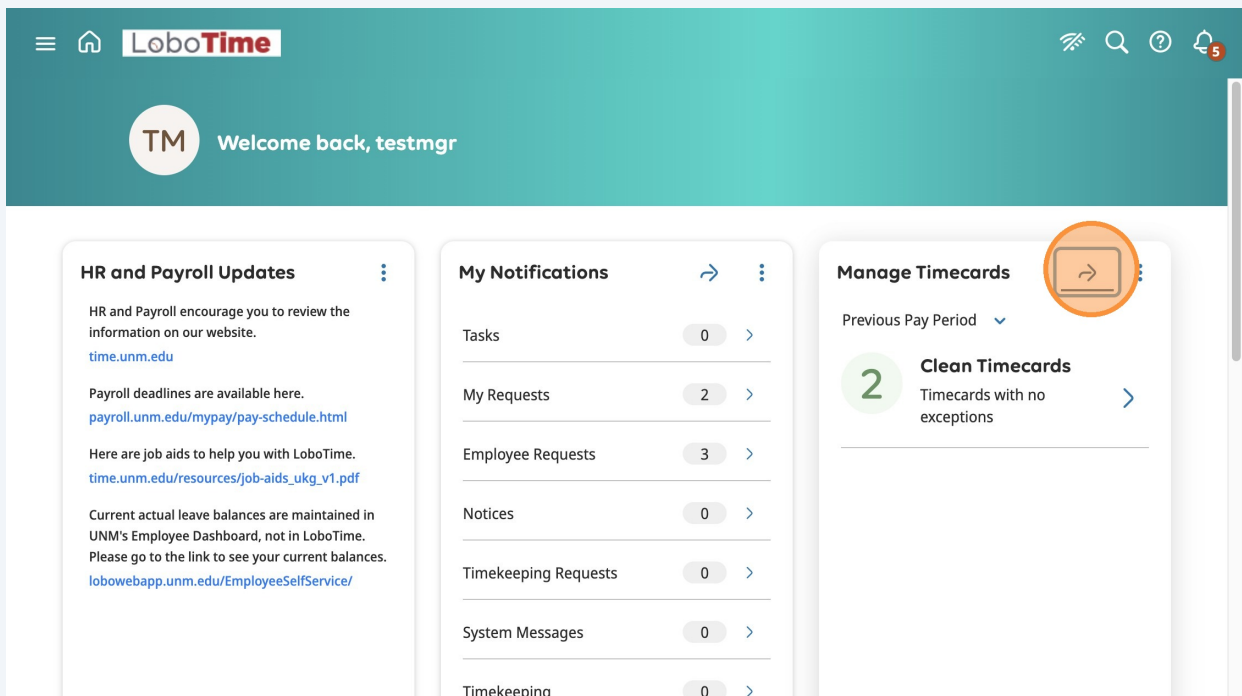 LoboTime
5
TM
Welcome back, testmgr
HR and Payroll Updates
HR and Payroll encourage you to review the
information on our website.
time.unm.edu
Payroll deadlines are available here.
payroll.unm.edu/mypay/pay-schedule.html
Here are job aids to help you with LoboTime.
time.unm.edu/resources/job-aids_ukg_v1.pdf
Current actual leave balances are maintained in
UNM's Employee Dashboard, not in LoboTime.
Please go to the link to see your current balances.
lobowebapp.unm.edu/EmployeeSelfService/
My Notifications
Tasks 0
My Requests 2
Employee Requests 3
Notices 0
Timekeeping Requests 0
System Messages 0
Timekeeping 0
Manage Timecards
Previous Pay Period
2
Clean Timecards
Timecards with no
exceptions